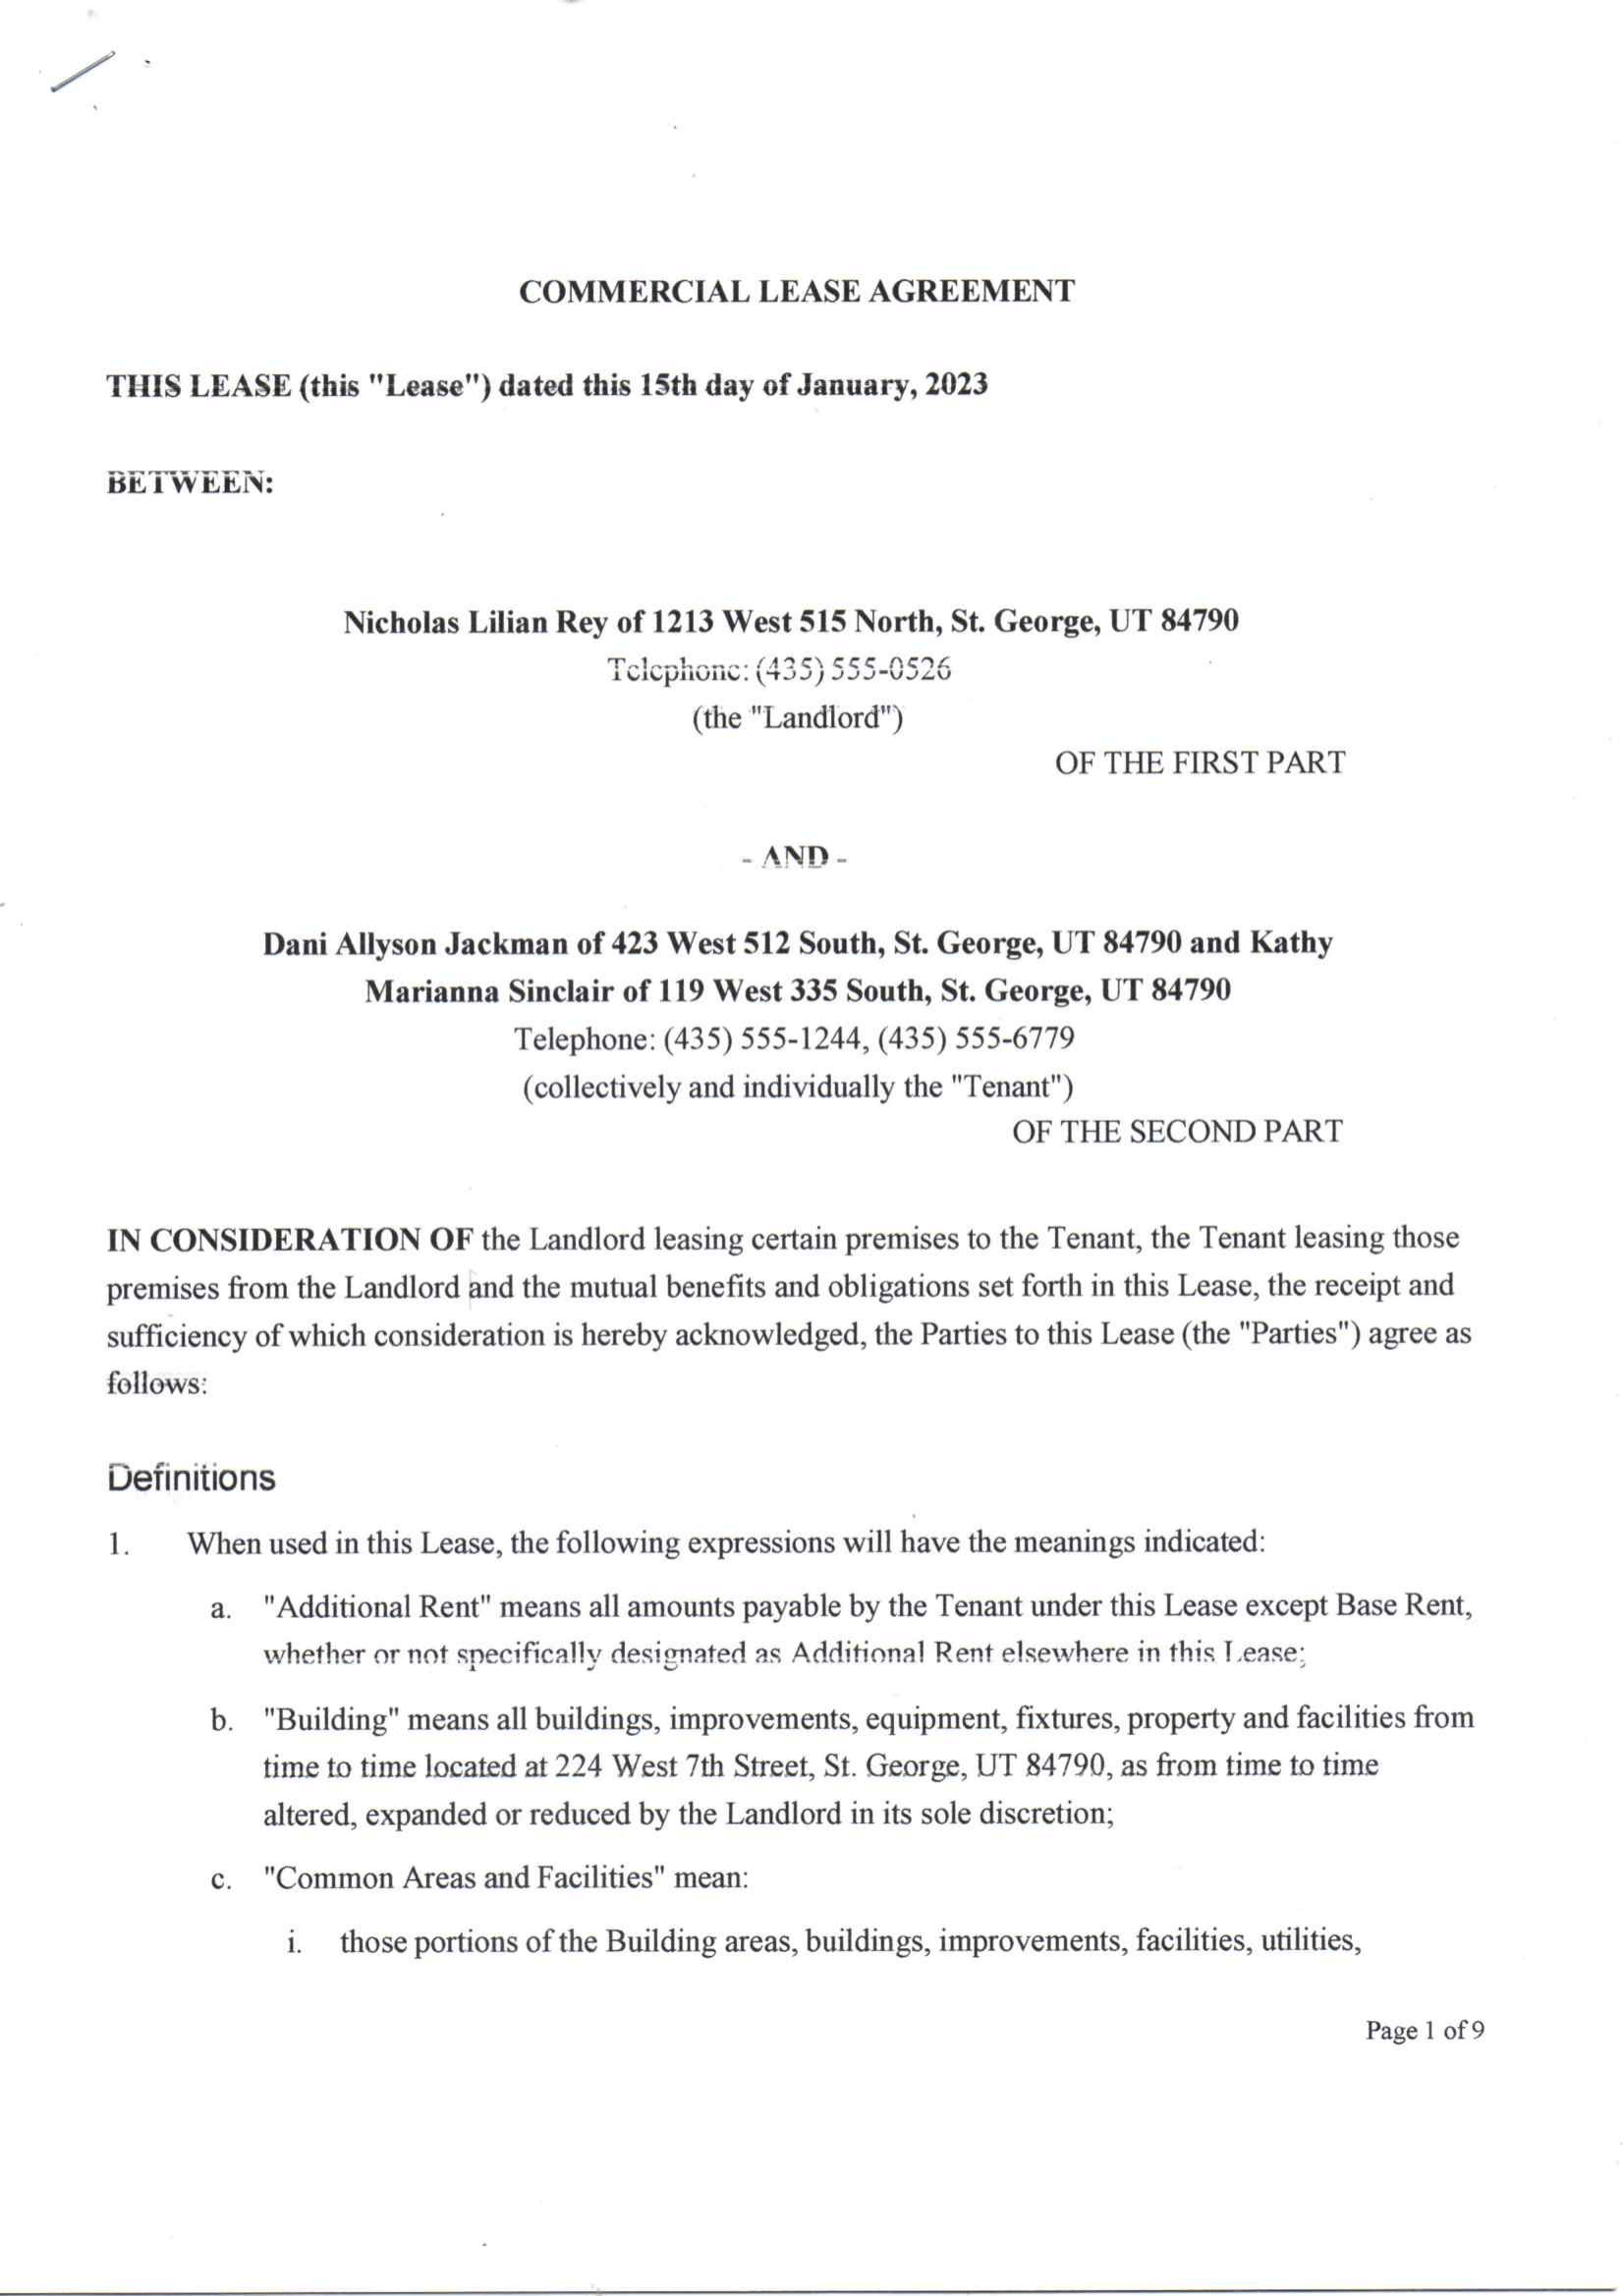 COMMERCIAL LEASE AGREEMENT
THIS LEASE (this "Lease") dated this 15th day of January, 2023
BETWEEN:
Nicholas Lilian Rey of 1213 West 515 North, St. George, UT 84790
Telephone: (435) 555-0526
(the "Landlord")
OF THE FIRST PART
- AND -
Dani Allyson Jackman of 423 West 512 South, St. George, UT 84790 and Kathy
Marianna Sinclair of 119 West 335 South, St. George, UT 84790
Telephone: (435) 555-1244, (435) 555-6779
(collectively and individually the "Tenant")
OF THE SECOND PART
IN CONSIDERATION OF the Landlord leasing certain premises to the Tenant, the Tenant leasing those
premises from the Landlord and the mutual benefits and obligations set forth in this Lease, the receipt and
sufficiency of which consideration is hereby acknowledged, the Parties to this Lease (the "Parties") agree as
follows:
Definitions
1. When used in this Lease, the following expressions will have the meanings indicated:
a. "Additional Rent" means all amounts payable by the Tenant under this Lease except Base Rent,
whether or not specifically designated as Additional Rent elsewhere in this Lease;
b. "Building" means all buildings, improvements, equipment, fixtures, property and facilities from
time to time located at 224 West 7th Street, St. George, UT 84790, as from time to time
altered, expanded or reduced by the Landlord in its sole discretion;
c. "Common Areas and Facilities" mean:
i. those portions of the Building areas, buildings, improvements, facilities, utilities,
Page 1 of 9